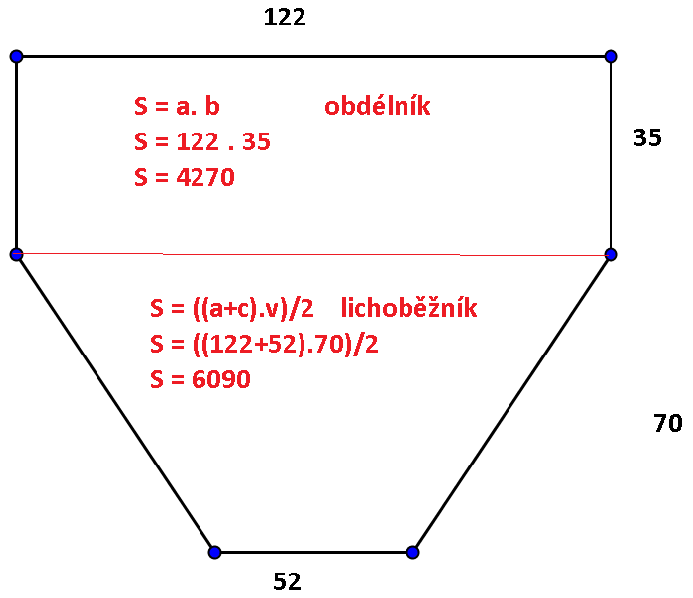 122
S = a. b obdélník
S = 122 . 35
S = 4270
35
S = ((a+c).v)/2 lichoběžník
S = ((122+52).70)/2
S = 6090
70
52